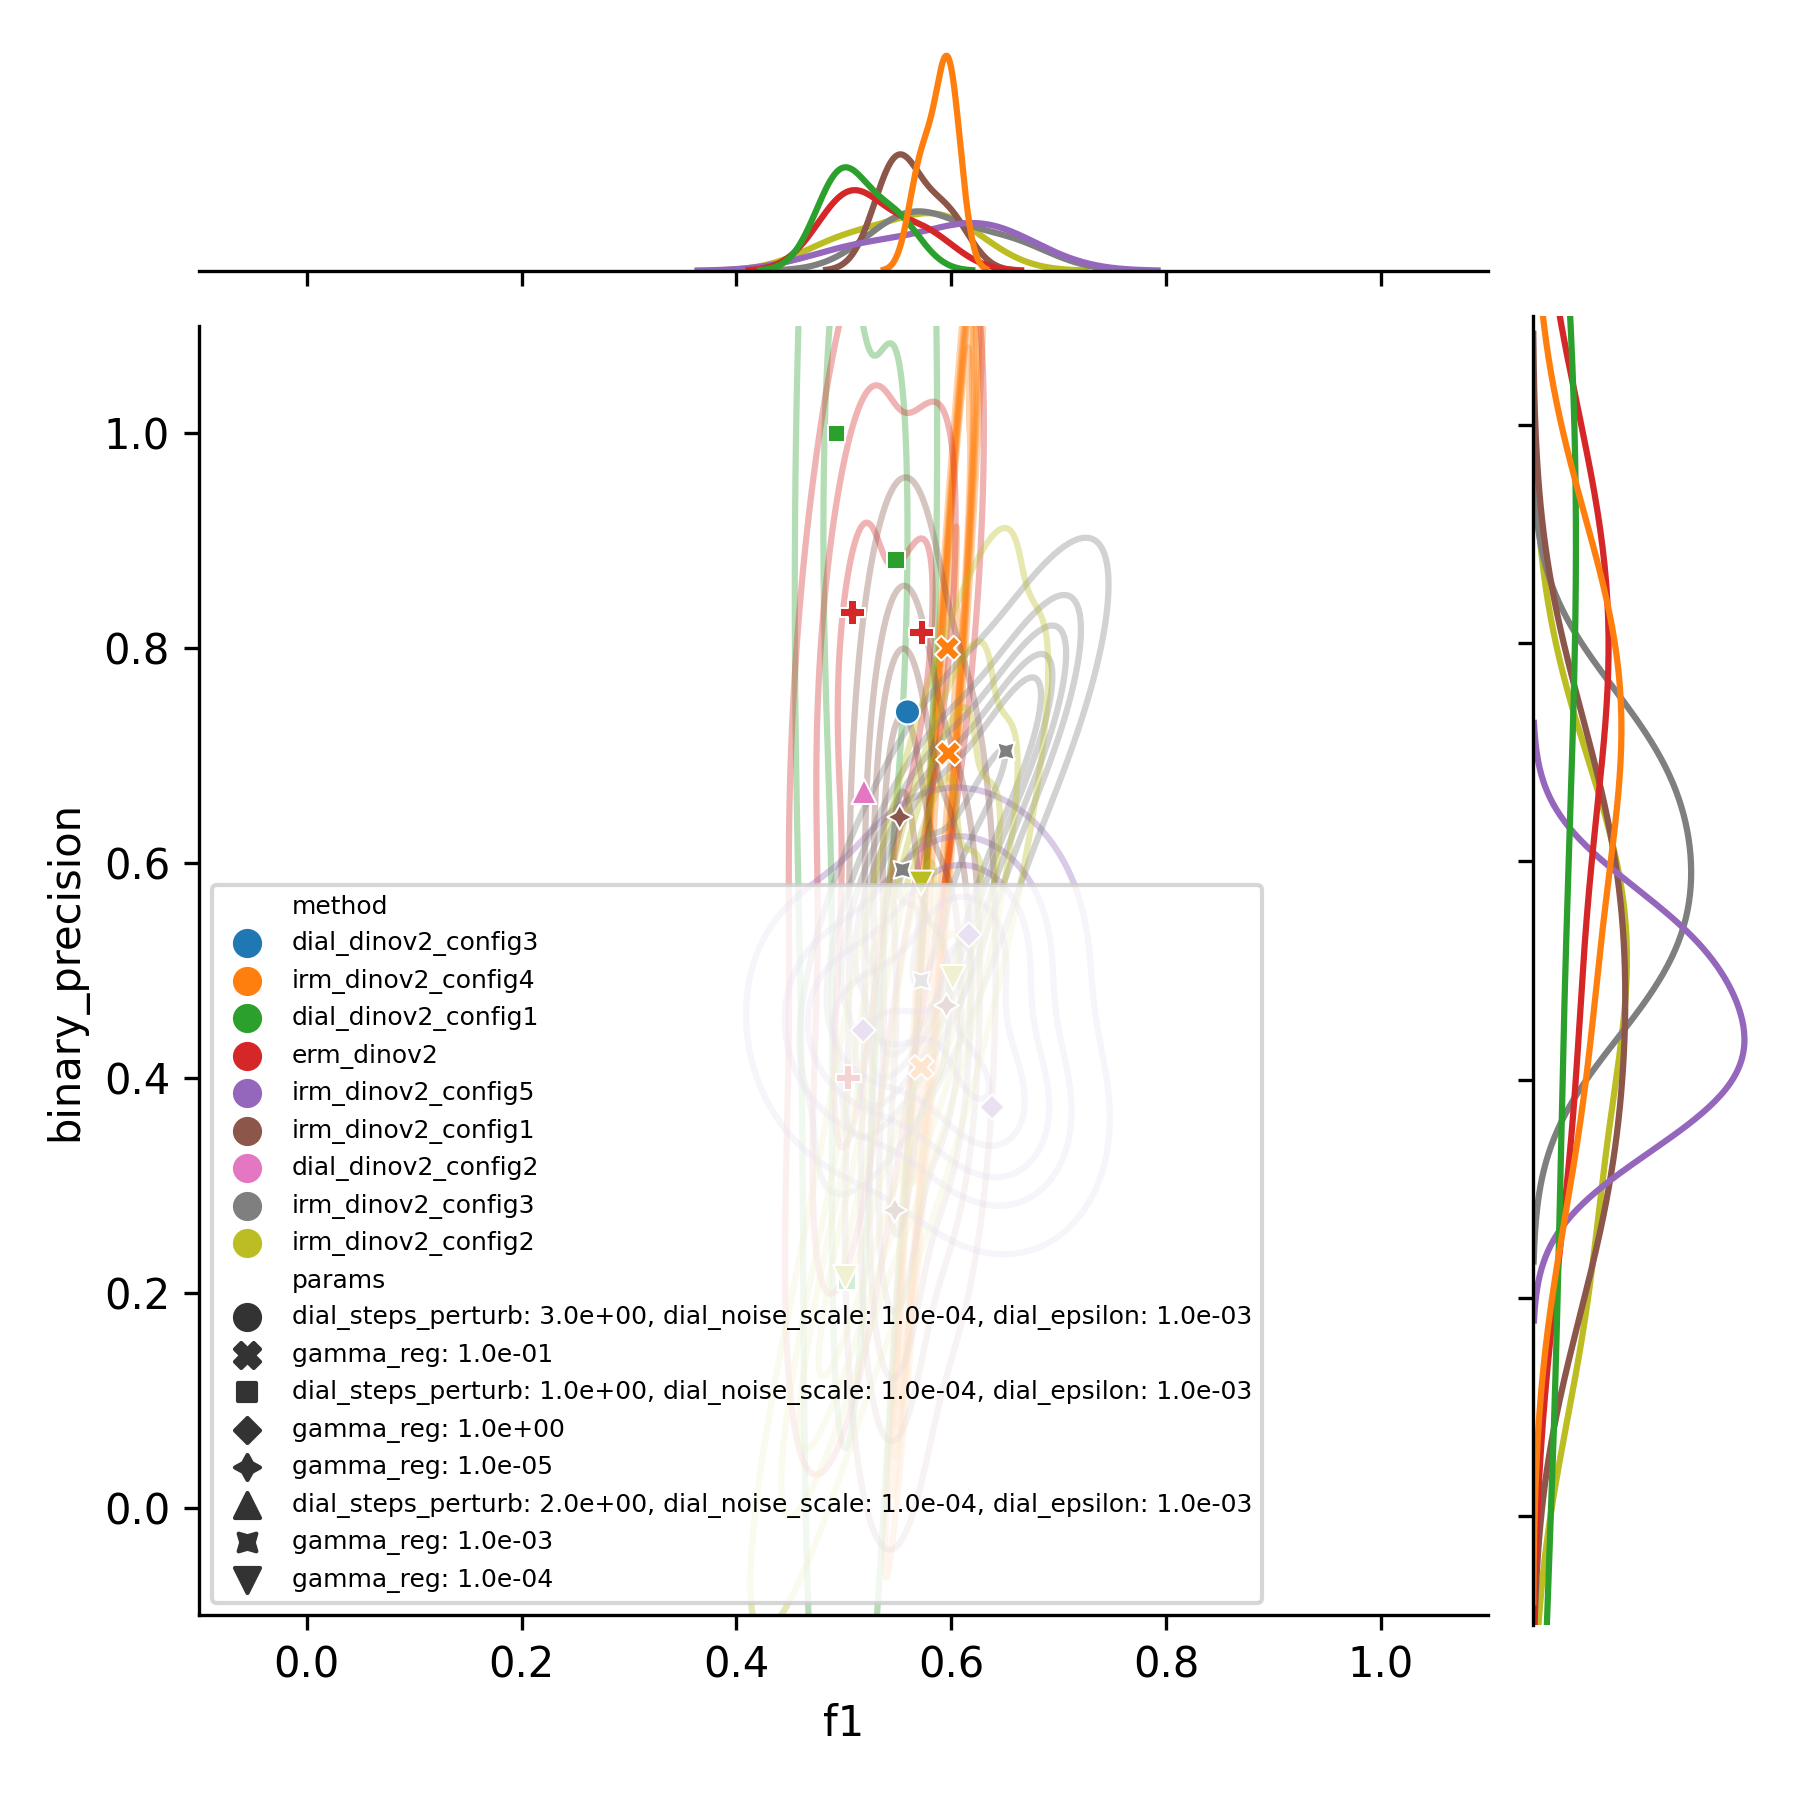 1.0
0.8
0.6
0.4
0.2
0.0
binary_precision
method
dial_dinov2_config3
irm_dinov2_config4
dial_dinov2_config1
erm_dinov2
irm_dinov2_config5
irm_dinov2_config1
dial_dinov2_config2
irm_dinov2_config3
irm_dinov2_config2
params
dial_steps_perturb: 3.0e+00, dial_noise_scale: 1.0e-04, dial_epsilon: 1.0e-03
gamma_reg: 1.0e-01
dial_steps_perturb: 1.0e+00, dial_noise_scale: 1.0e-04, dial_epsilon: 1.0e-03
gamma_reg: 1.0e+00
gamma_reg: 1.0e-05
dial_steps_perturb: 2.0e+00, dial_noise_scale: 1.0e-04, dial_epsilon: 1.0e-03
gamma_reg: 1.0e-03
gamma_reg: 1.0e-04
0.0 0.2 0.4 0.6 0.8 1.0
f1